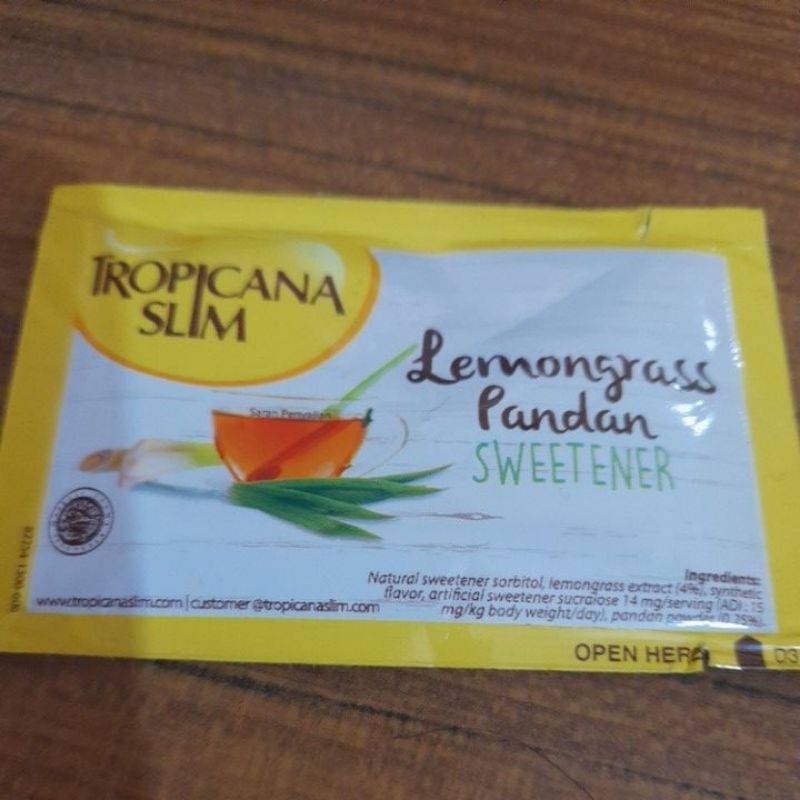 TROPICANA
SLIM
Lemongrass
Pandan
SWEETENER
Saran Penyajian
Ingredients:
Natural sweetener sorbitol, lemongrass extract (4%), synthetic
flavor, artificial sweetener sucralose 14 mg/serving (ADI : 15
mg/kg body weight/day), pandan
www.tropicanaslim.com | customer@tropicanaslim.com
OPEN HERE
D3